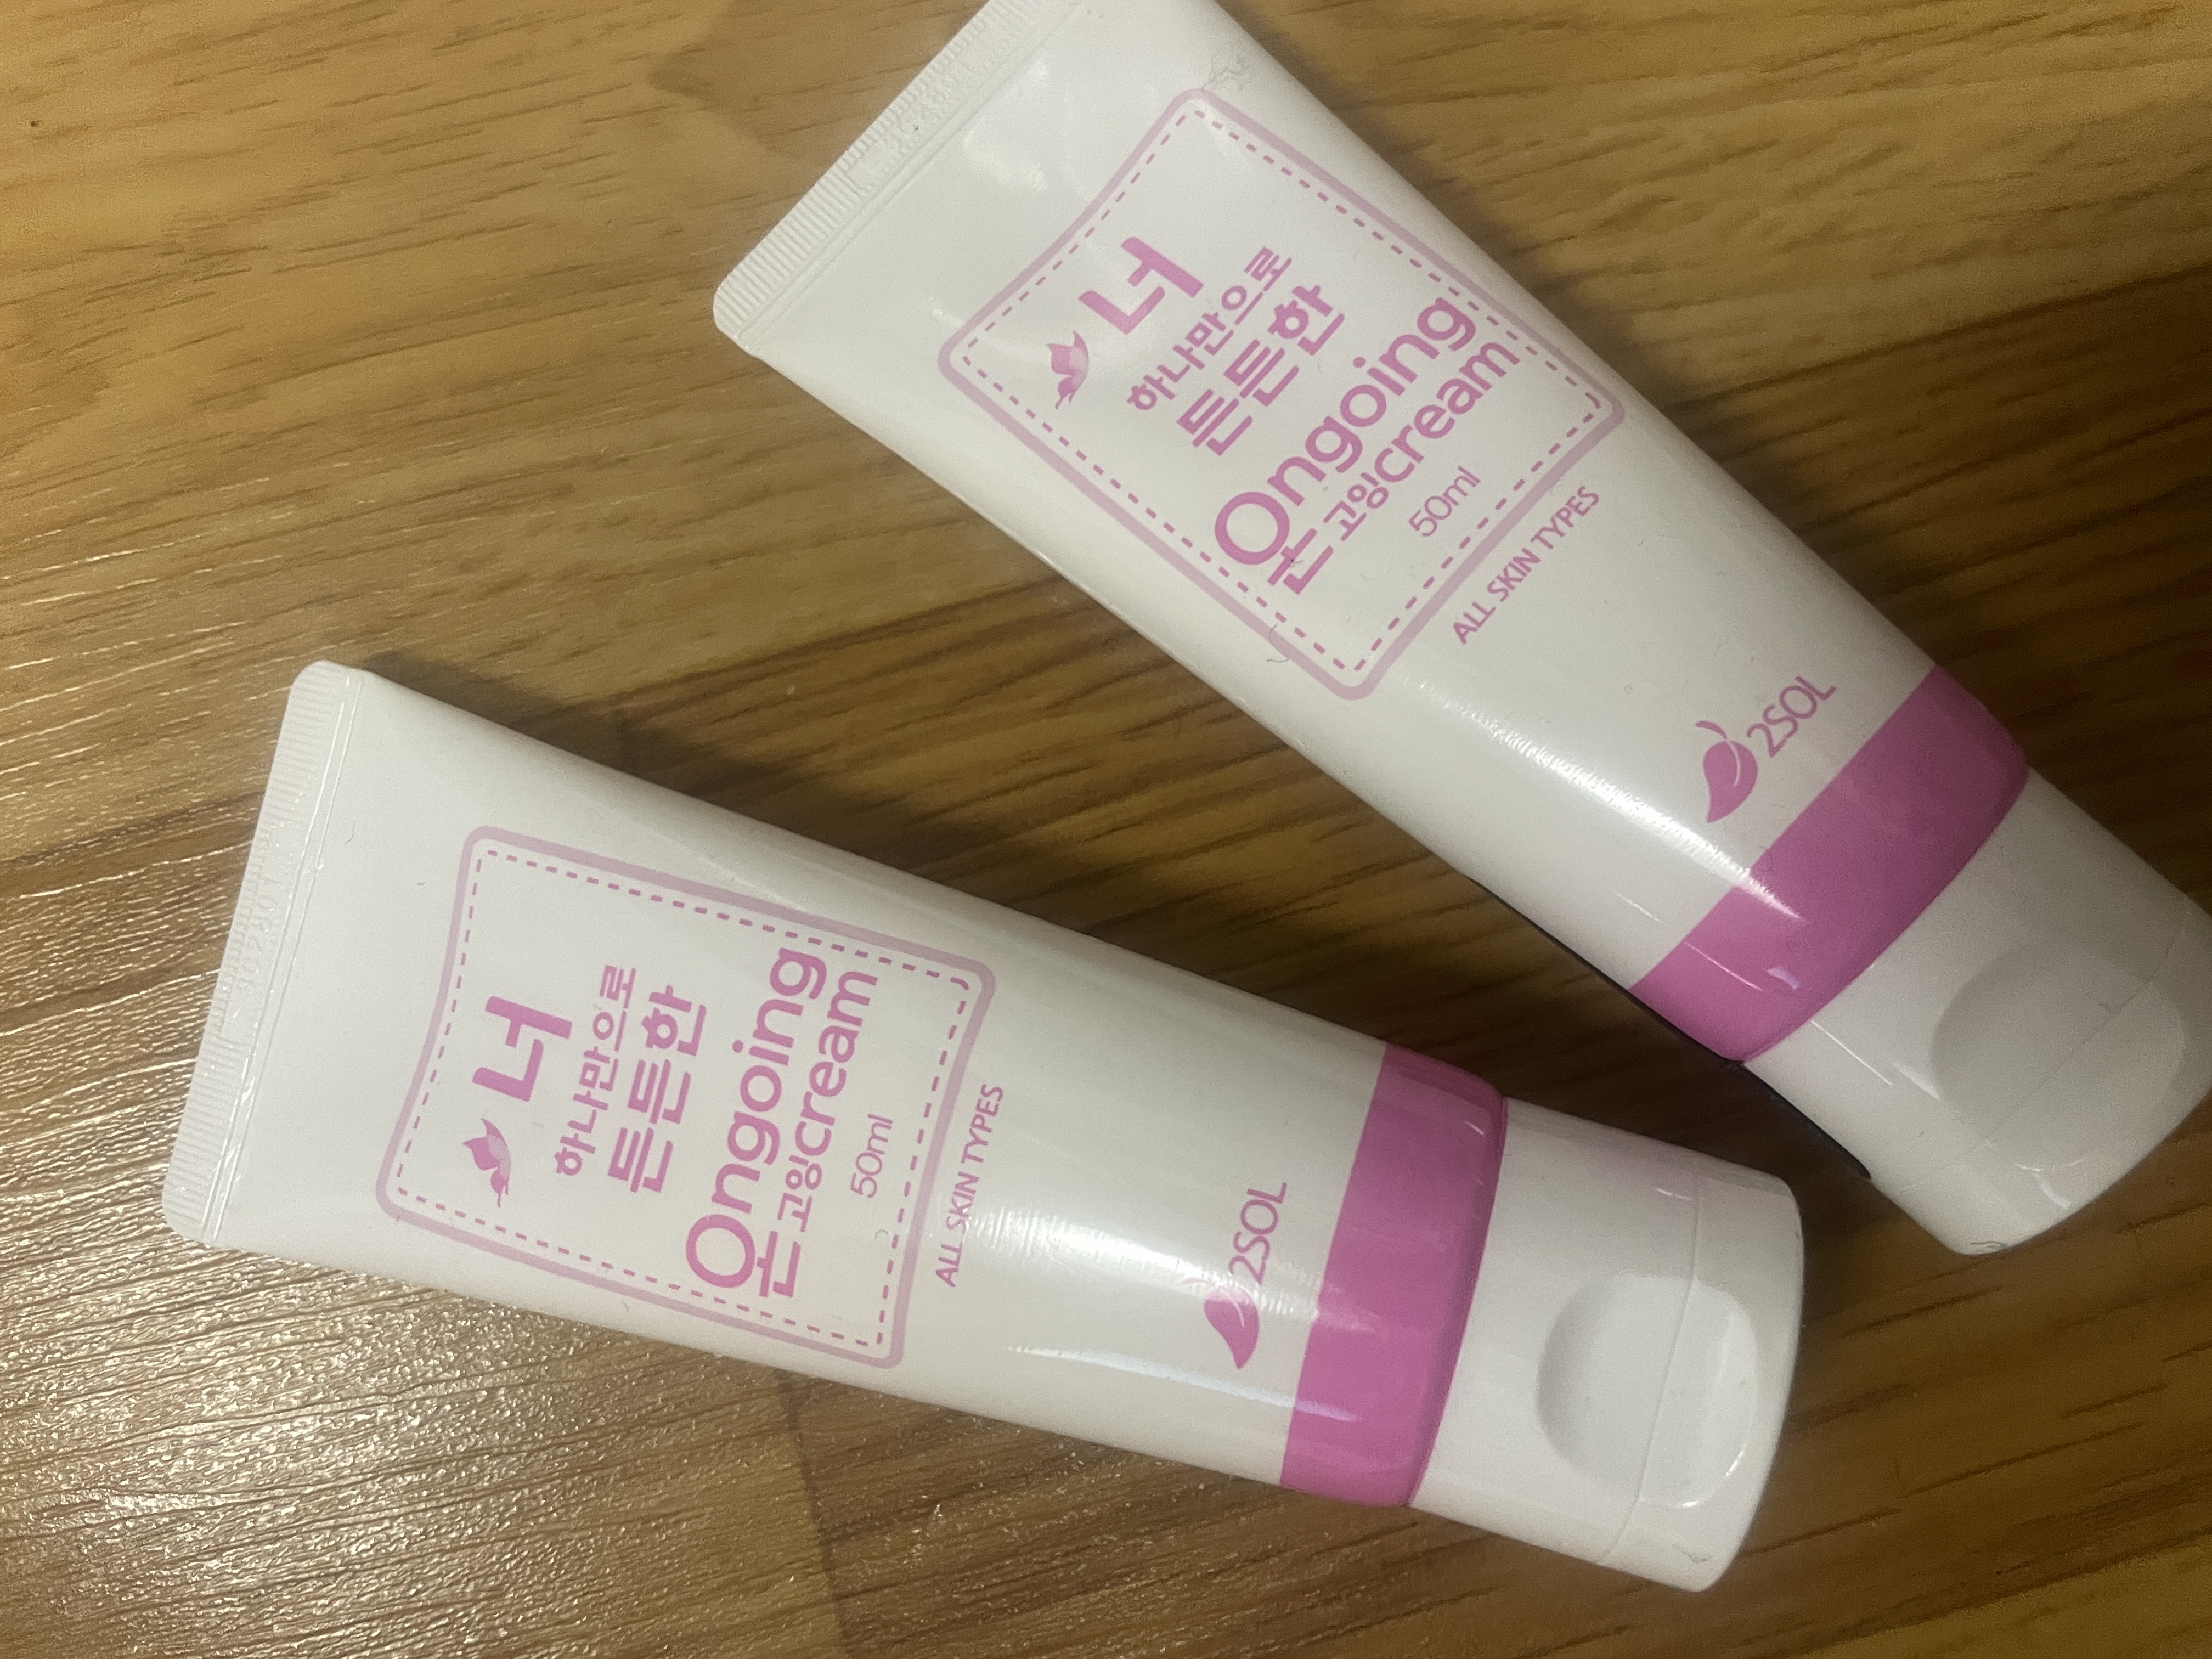 너
하나만으로
든든한
Ongoing
온고잉cream
50ml
ALL SKIN TYPES
2SOL
너
하나만으로
든든한
Ongoing
온고잉cream
50ml
ALL SKIN TYPES
2SOL